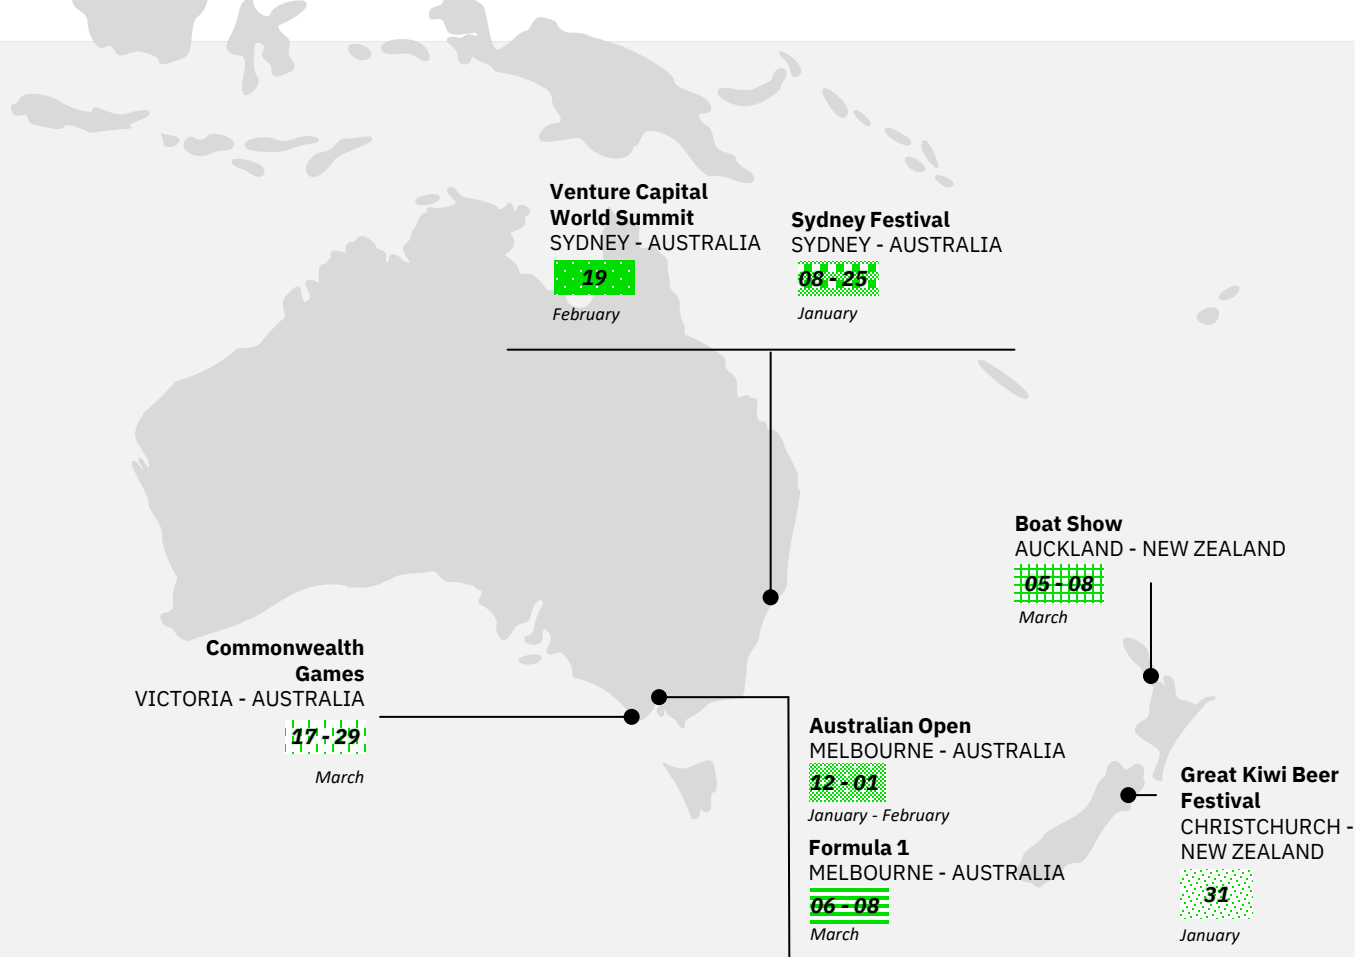 Venture Capital
World Summit
SYDNEY - AUSTRALIA
19
February
Sydney Festival
SYDNEY - AUSTRALIA
08 - 25
January
Boat Show
AUCKLAND - NEW ZEALAND
05 - 08
March
Commonwealth
Games
VICTORIA - AUSTRALIA
17 - 29
March
Australian Open
MELBOURNE - AUSTRALIA
12 - 01
January - February
Formula 1
MELBOURNE - AUSTRALIA
06 - 08
March
Great Kiwi Beer
Festival
CHRISTCHURCH -
NEW ZEALAND
31
January